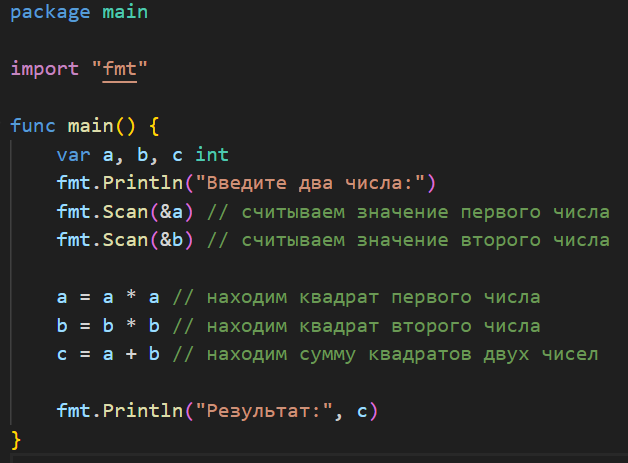 package main
import "fmt"
func main() {
var a, b, c int
fmt.Println("Введите два числа:")
fmt.Scan(&a) // считываем значение первого числа
fmt.Scan(&b) // считываем значение второго числа
a = a * a // находим квадрат первого числа
b = b * b // находим квадрат второго числа
c = a + b // находим сумму квадратов двух чисел
fmt.Println("Результат:", c)
}